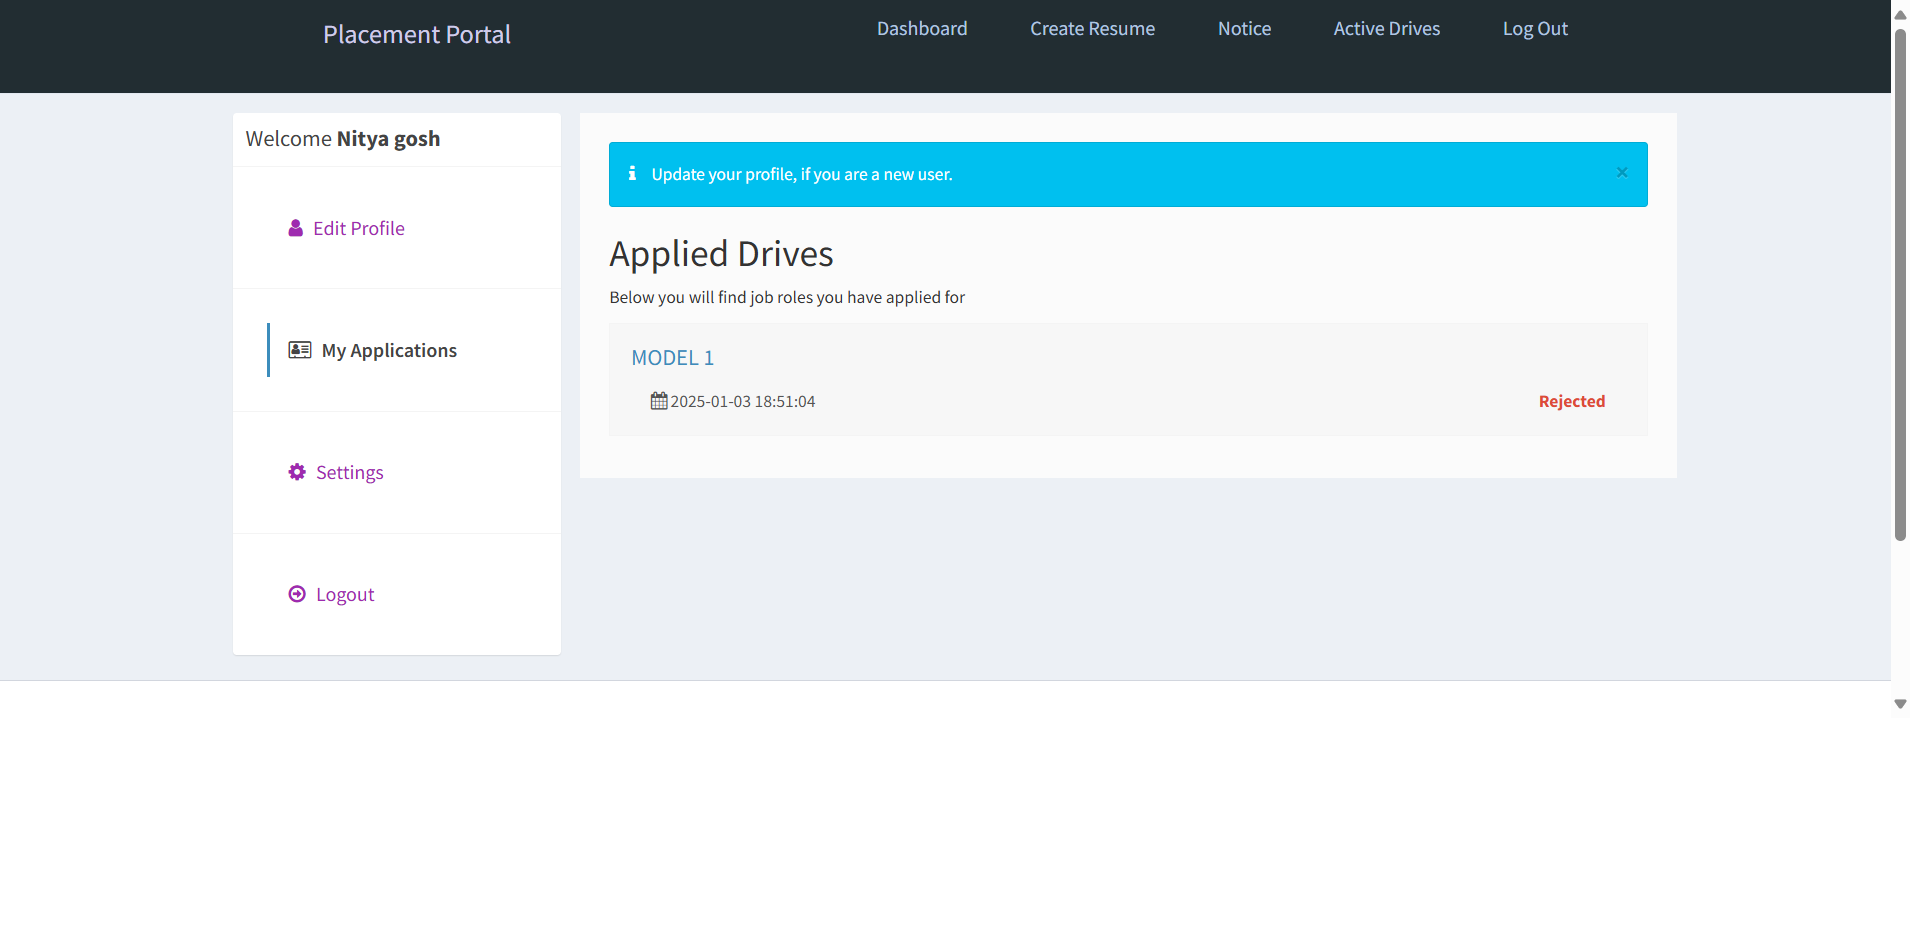 Placement Portal
Dashboard
Create Resume
Notice
Active Drives
Log Out
Welcome Nitya gosh
Edit Profile
My Applications
Settings
Logout
Update your profile, if you are a new user.
×
Applied Drives
Below you will find job roles you have applied for
MODEL 1
2025-01-03 18:51:04
Rejected